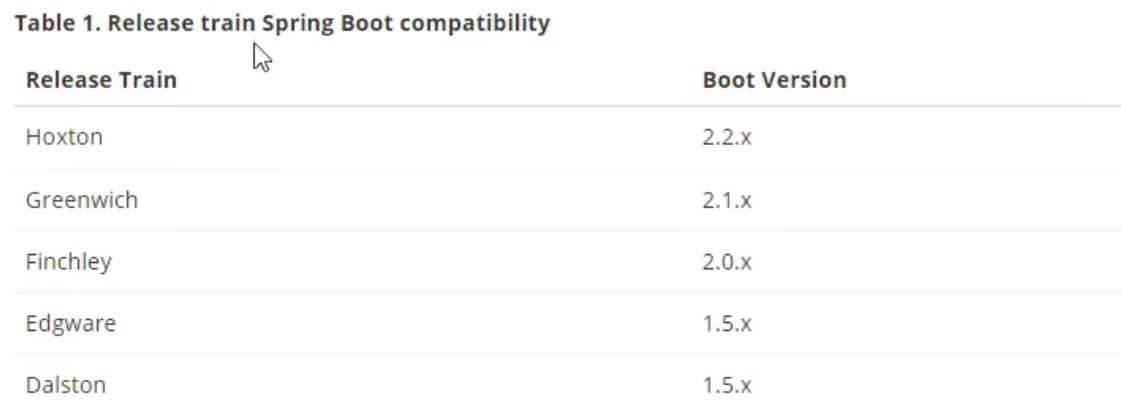 Table 1. Release train Spring Boot compatibility
Release Train Boot Version
Hoxton 2.2.x
Greenwich 2.1.x
Finchley 2.0.x
Edgware 1.5.x
Dalston 1.5.x